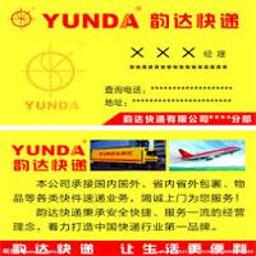 YUNDA® 韵达快递
YUNDA
××× 经理
**********************
查询电话：************
地址：***************
韵达快递有限公司****分部
YUNDA®
韵达快递
本公司承接国内国外、省内省外包裹、物
品等各类快件速递业务，竭诚上门为您服务！
韵达快递秉承安全快捷、服务一流的经营
理念，着力打造中国快递行业第一品牌。
韵达快递 让生活更便利